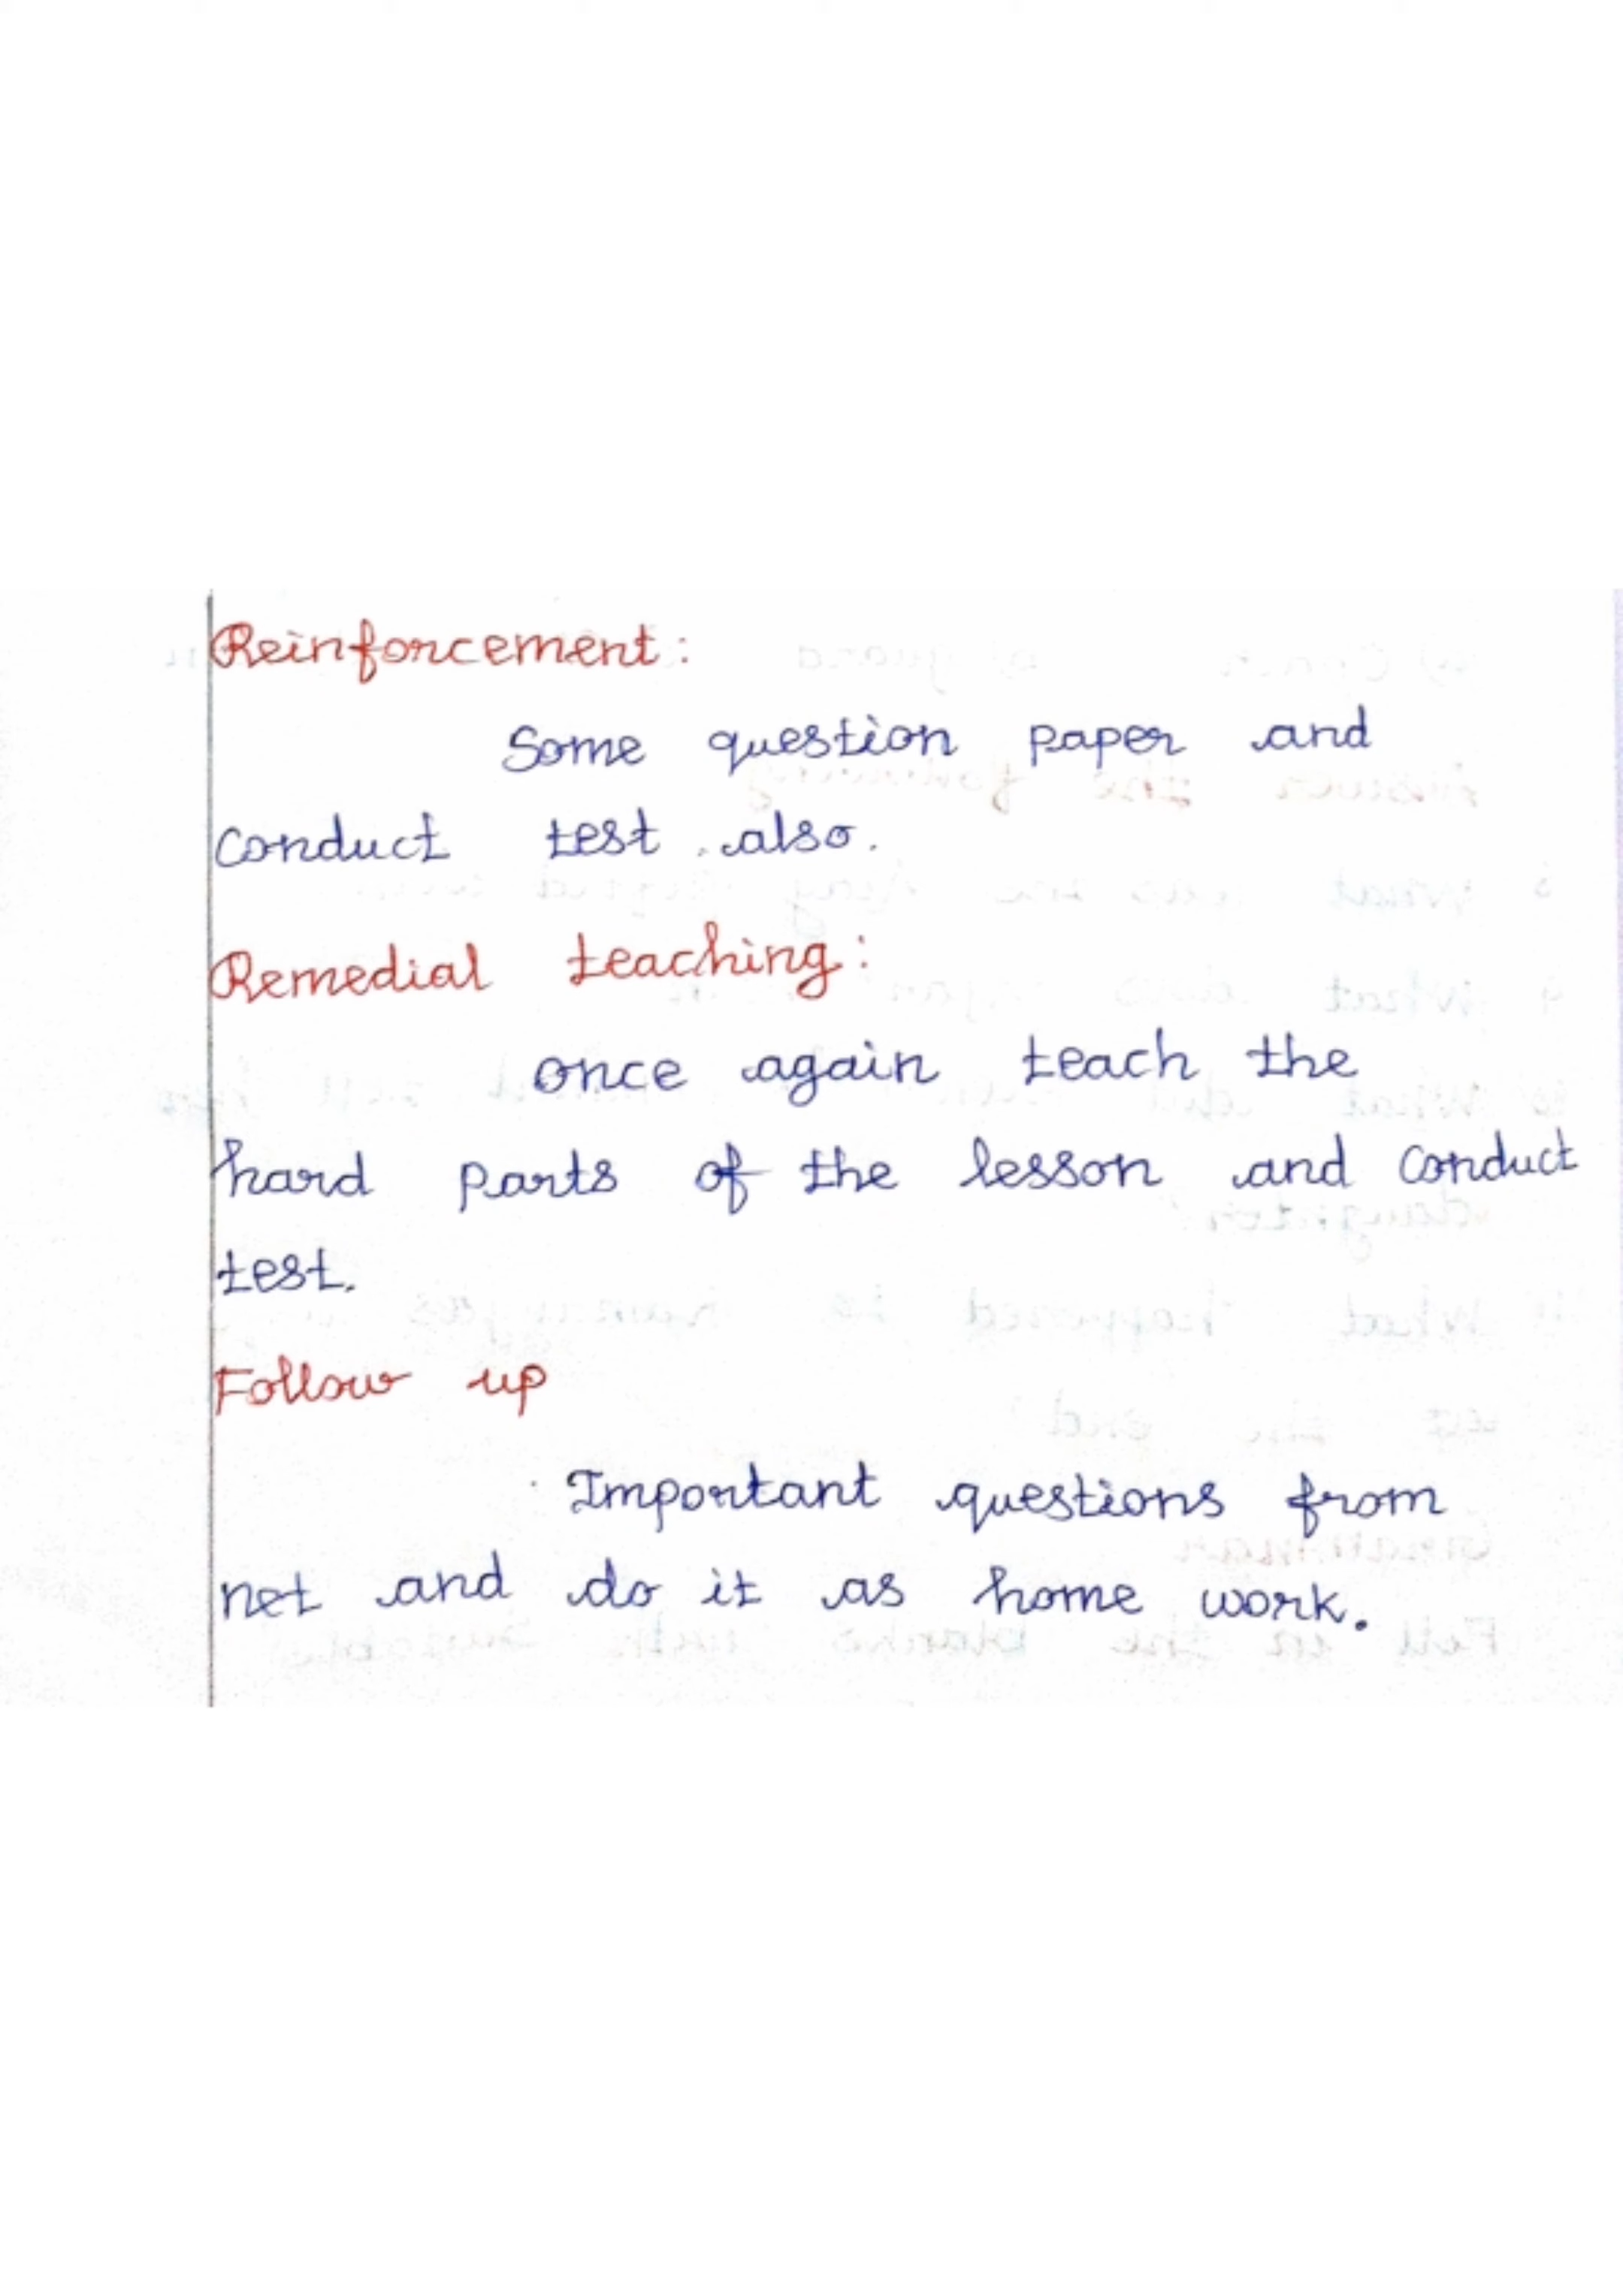 Reinforcement:
Some question paper and
conduct test also.
Remedial teaching:
once again teach the
hard parts of the lesson and conduct
test.
Follow up
Important questions from
net and do it as home work.